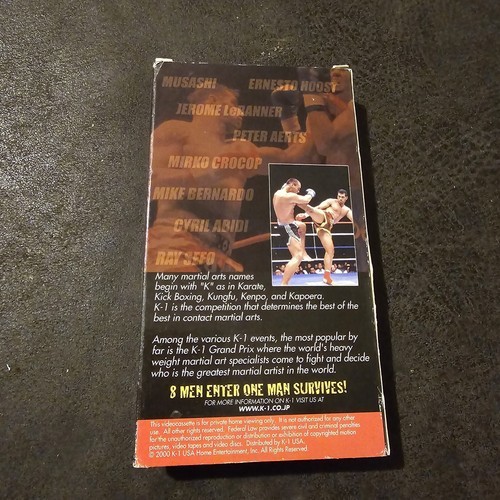 MUSASHI
ERNESTO HOOST
JEROME LeBANNER
PETER AERTS
MIRKO CROCOP
MIKE BERNARDO
CYRIL ABIDI
RAY SEFO
Many martial arts names
begin with "K" as in Karate,
Kick Boxing, Kungfu, Kenpo, and Kapoera.
K-1 is the competition that determines the best of the
best in contact martial arts.
Among the various K-1 events, the most popular by
far is the K-1 Grand Prix where the world's heavy
weight martial arts specialists come to fight and decide
who is the greatest martial artist in the world.
8 MEN ENTER ONE MAN SURVIVES!
FOR MORE INFORMATION ON K-1 VISIT US AT
WWW.K-1.CO.JP
This videocassette is for private home viewing only. It is not authorized for any other
use. All other rights reserved. Federal Law provides severe civil and criminal penalties
for the unauthorized reproduction or distribution or exhibition of copyrighted motion
pictures, video tapes and video discs. Distributed by K-1 USA.
© 2000 K-1 USA Home Entertainment, Inc. All Rights Reserved.